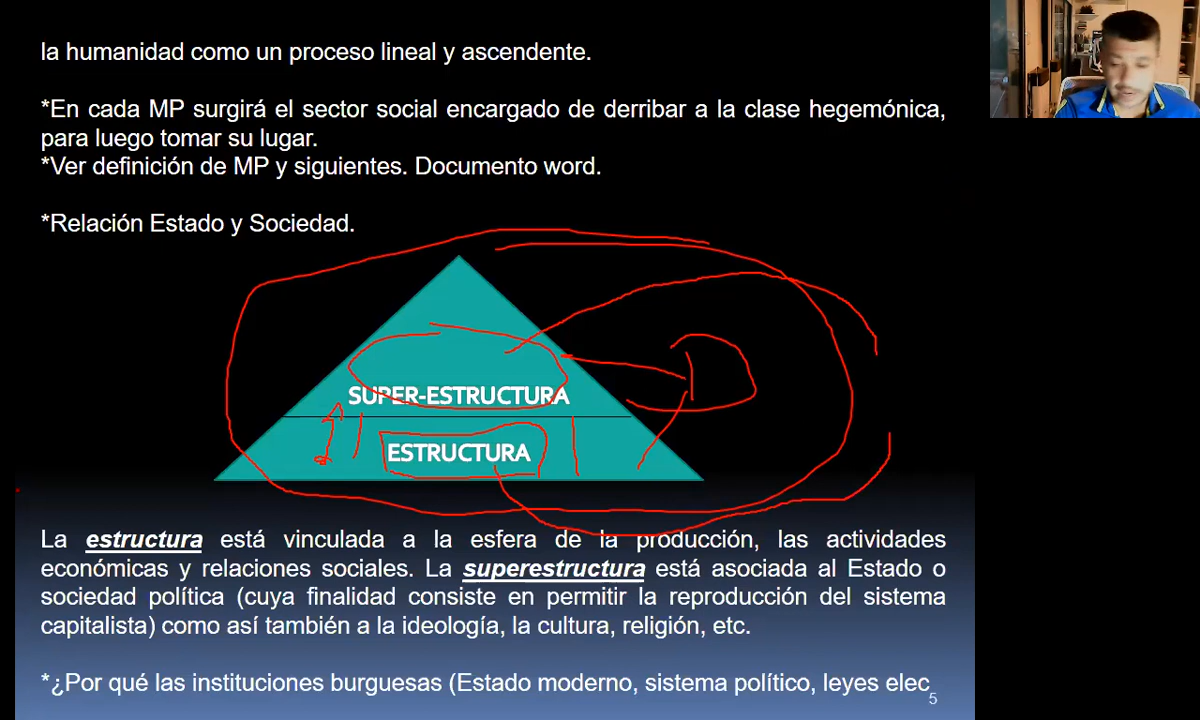 la humanidad como un proceso lineal y ascendente.
*En cada MP surgirá el sector social encargado de derribar a la clase hegemónica,
para luego tomar su lugar.
*Ver definición de MP y siguientes. Documento word.
*Relación Estado y Sociedad.
SUPER-ESTRUCTURA
ESTRUCTURA
La estructura está vinculada a la esfera de la producción, las actividades
económicas y relaciones sociales. La superestructura está asociada al Estado o
sociedad política (cuya finalidad consiste en permitir la reproducción del sistema
capitalista) como así también a la ideología, la cultura, religión, etc.
*¿Por qué las instituciones burguesas (Estado moderno, sistema político, leyes elec
5